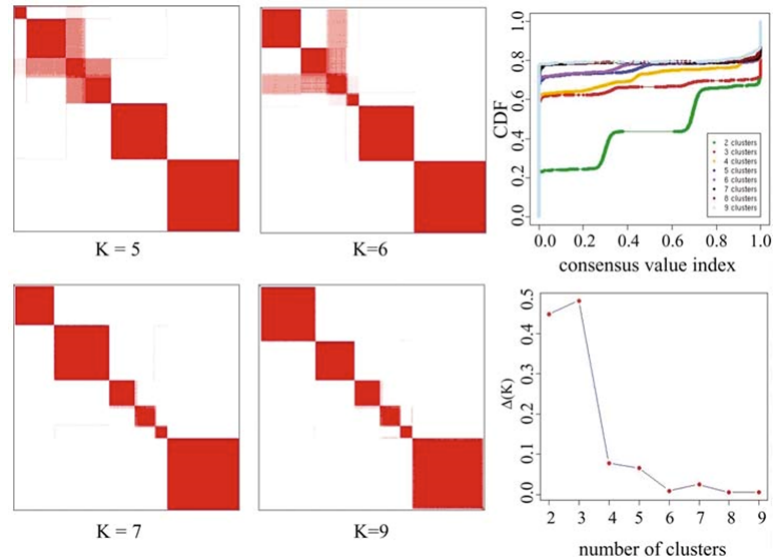 K = 5
K=6
CDF
0.0
0.2
0.4
0.6
0.8
1.0
2 clusters
3 clusters
4 clusters
5 clusters
6 clusters
7 clusters
8 clusters
9 clusters
0.0 0.2 0.4 0.6 0.8 1.0
consensus value index
K = 7
K=9
Δ(K)
0.0
0.1
0.2
0.3
0.4
0.5
2 3 4 5 6 7 8 9
number of clusters